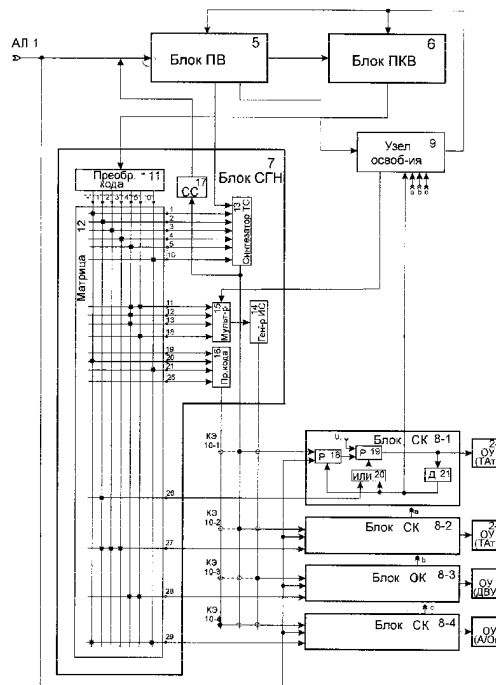 АЛ 1
Блок ПВ 5
Блок ПКВ 6
7
Блок СГН
Преобр. 11
кода
17
СС
Узел 9
освоб-ия
a b c
Матрица 12
1
2
3
4
5
10
13
Синтезатор ТС
11
12
13
18
15
Мульт-р
14
Ген-р ИС
19
20
21
25
16
Пр.кода
КЭ
10-1
Блок СК 8-1
Р 18
Р 19
ИЛИ 20
Д 21
ОУ
(ТАт
26
a
КЭ
10-2
Блок СК 8-2
ОУ
(ТАт
27
b
КЭ
10-3
Блок ОК 8-3
ОУ
(ДВУ
28
c
КЭ
Блок СК 8-4
ОУ
29